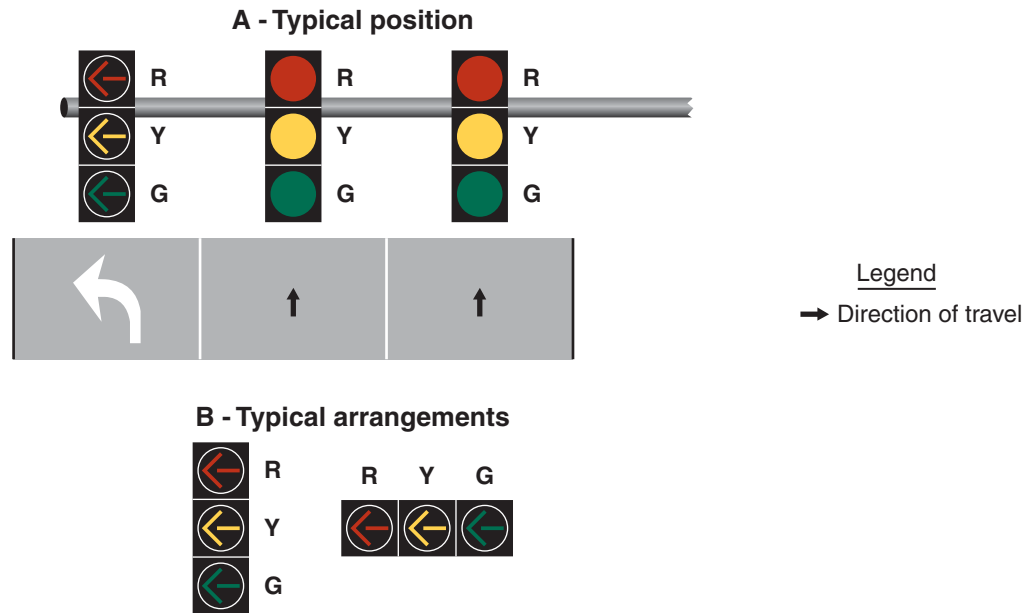 A - Typical position
R R R
Y Y Y
G G G
Legend
Direction of travel
B - Typical arrangements
R
Y
G
R Y G